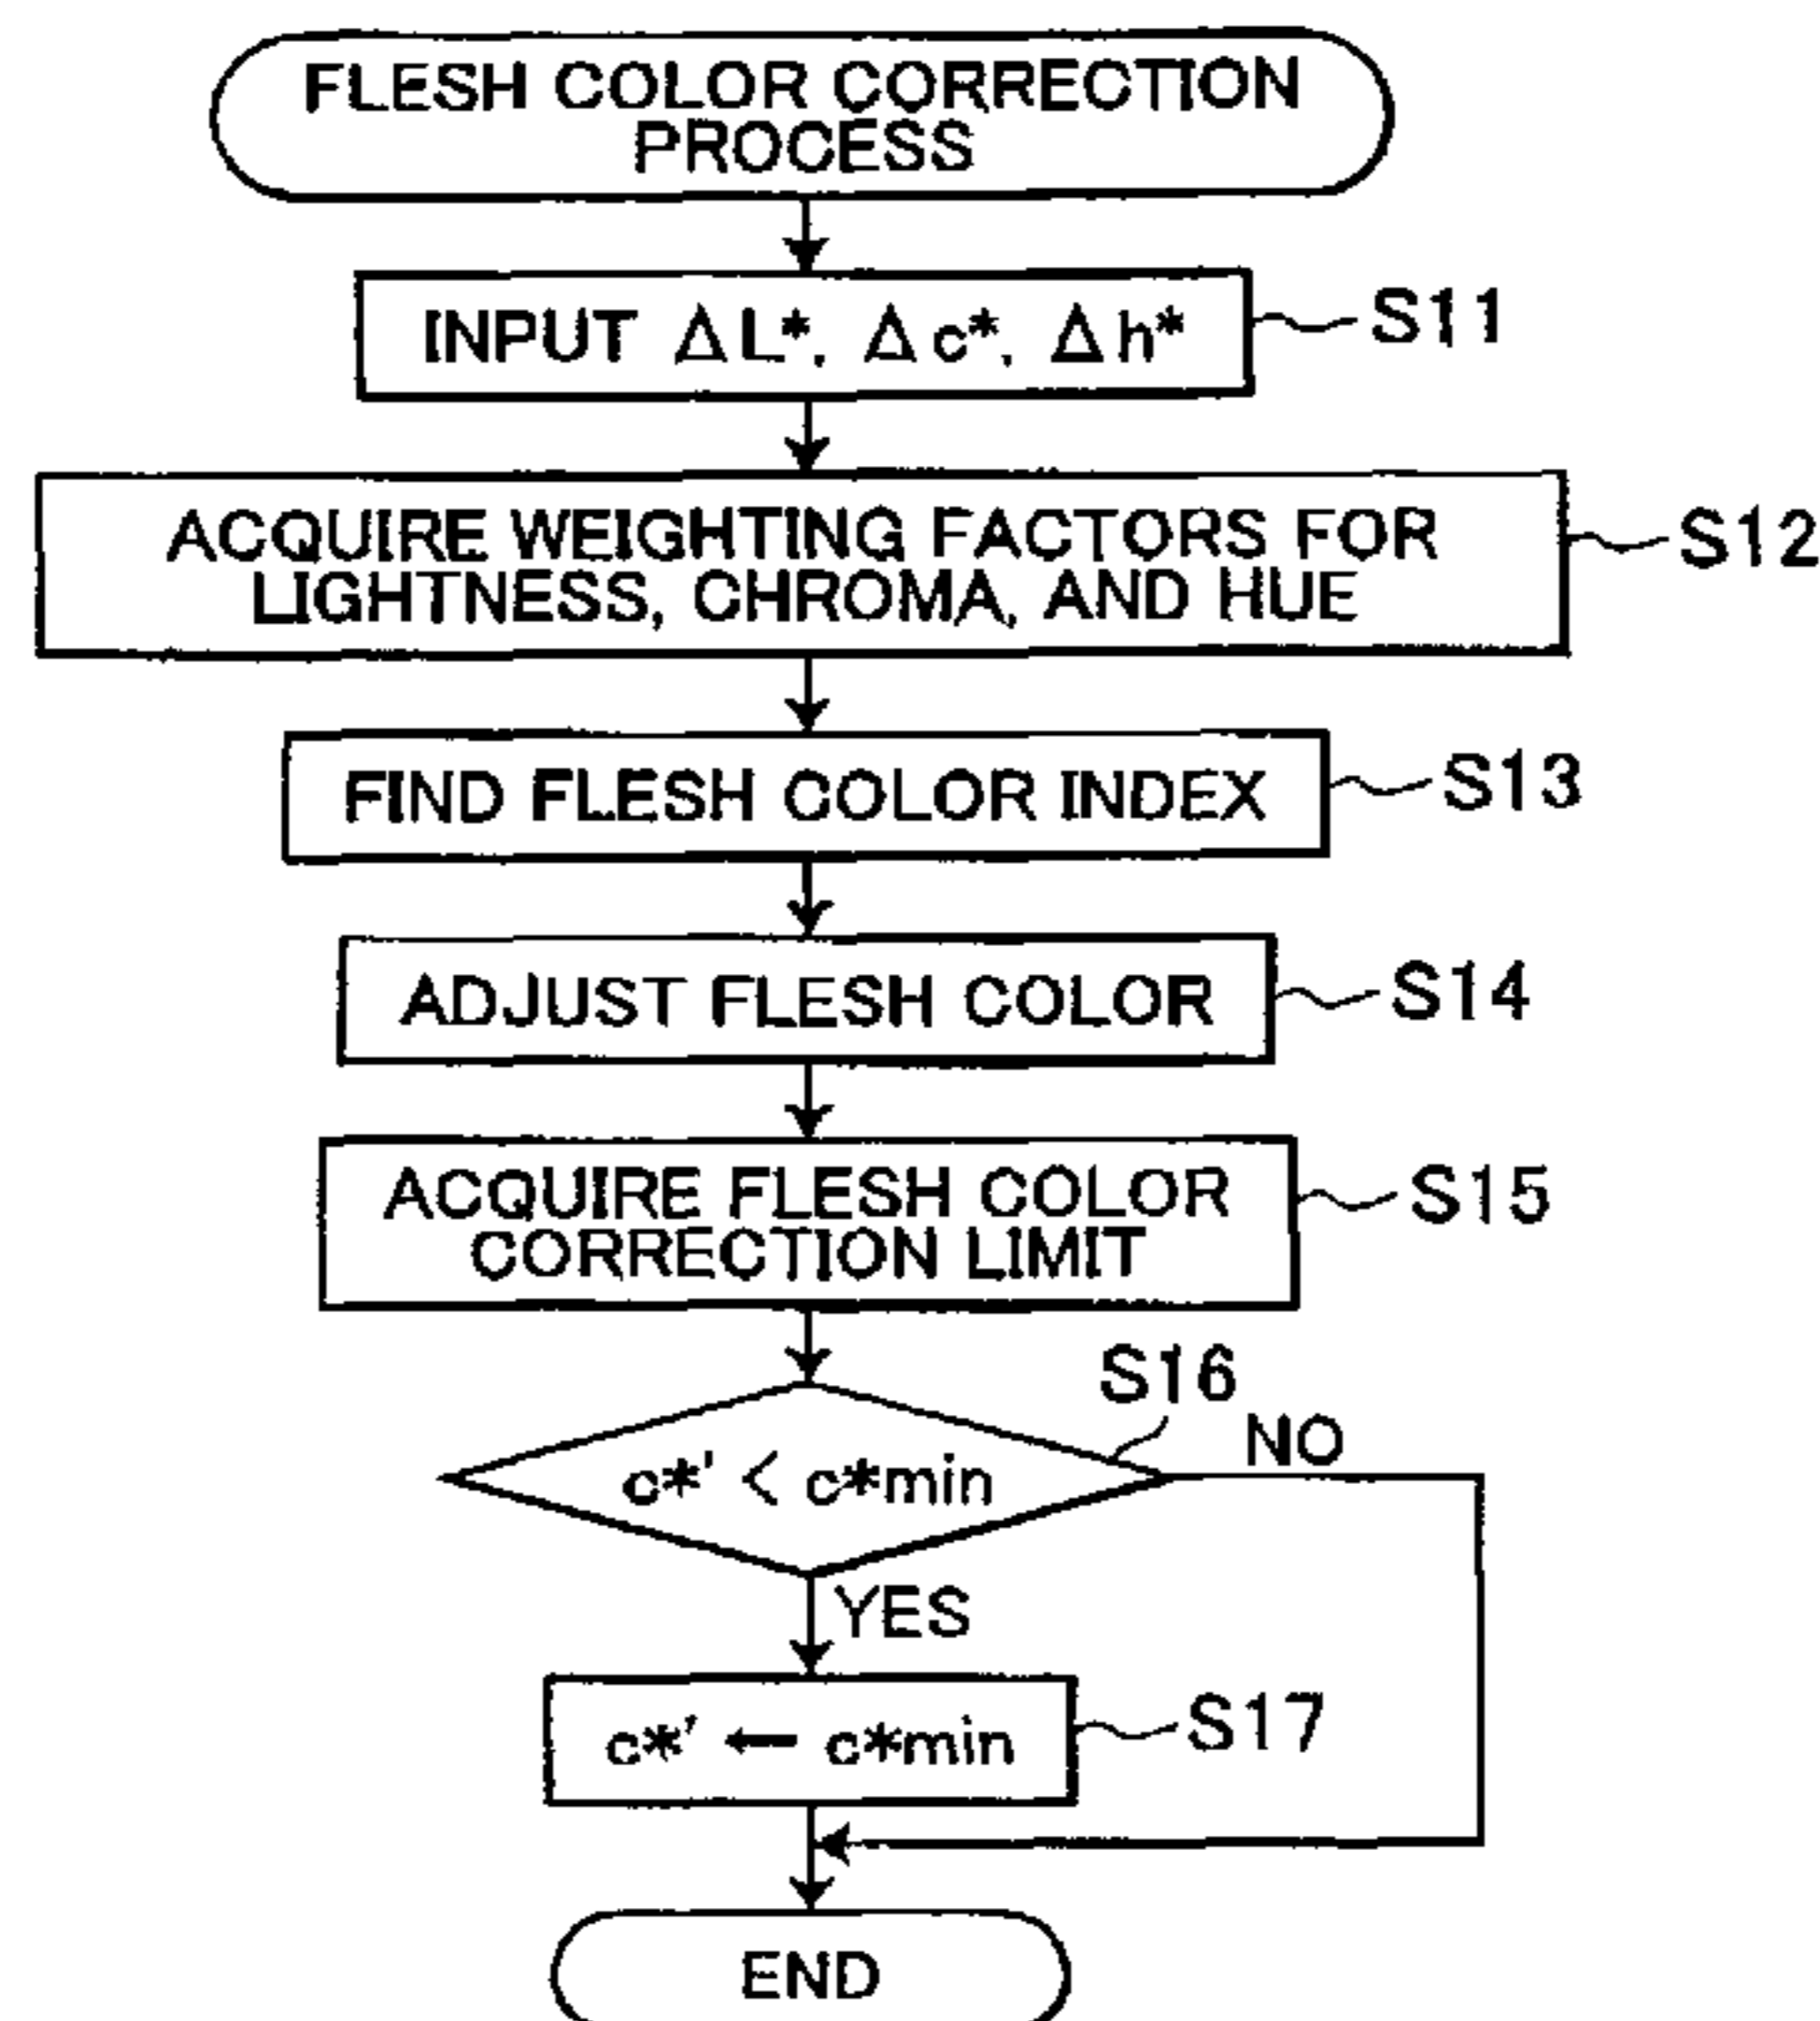 FLESH COLOR CORRECTION
PROCESS
INPUT ΔL*, Δc*, Δh*
S11
ACQUIRE WEIGHTING FACTORS FOR
LIGHTNESS, CHROMA, AND HUE
S12
FIND FLESH COLOR INDEX
S13
ADJUST FLESH COLOR
S14
ACQUIRE FLESH COLOR
CORRECTION LIMIT
S15
S16
c*' < c*min
NO
YES
c*' ← c*min
S17
END